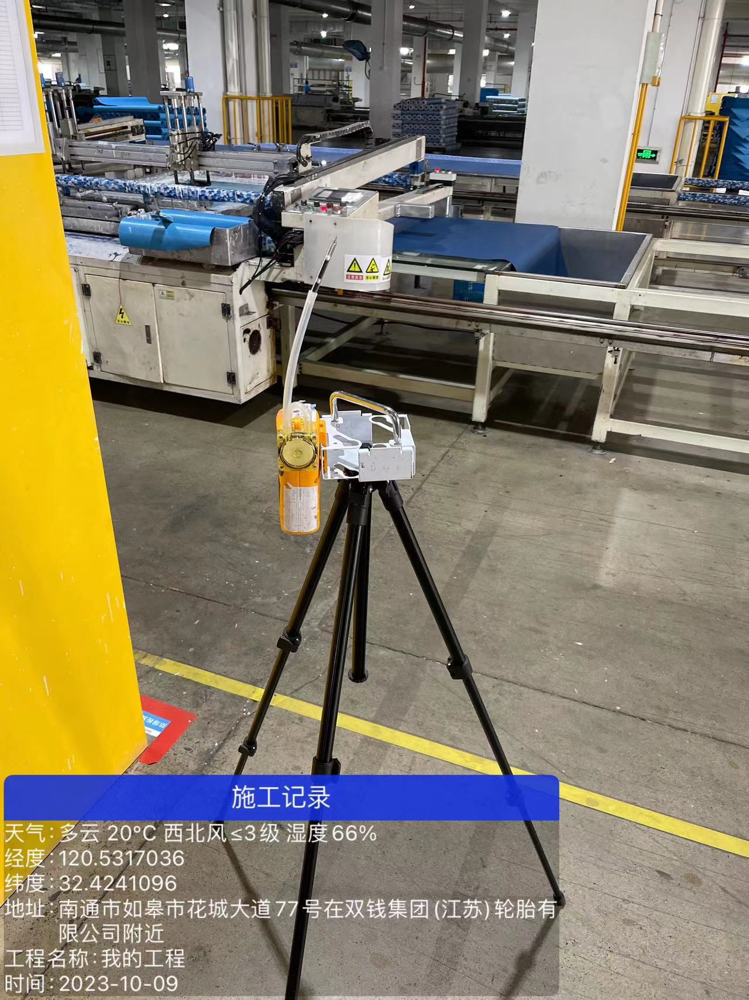 施工记录
天气:多云 20°C 西北风≤3级 湿度66%
经度:120.5317036
纬度:32.4241096
地址:南通市如皋市花城大道77号在双钱集团(江苏)轮胎有
限公司附近
工程名称:我的工程
时间:2023-10-09